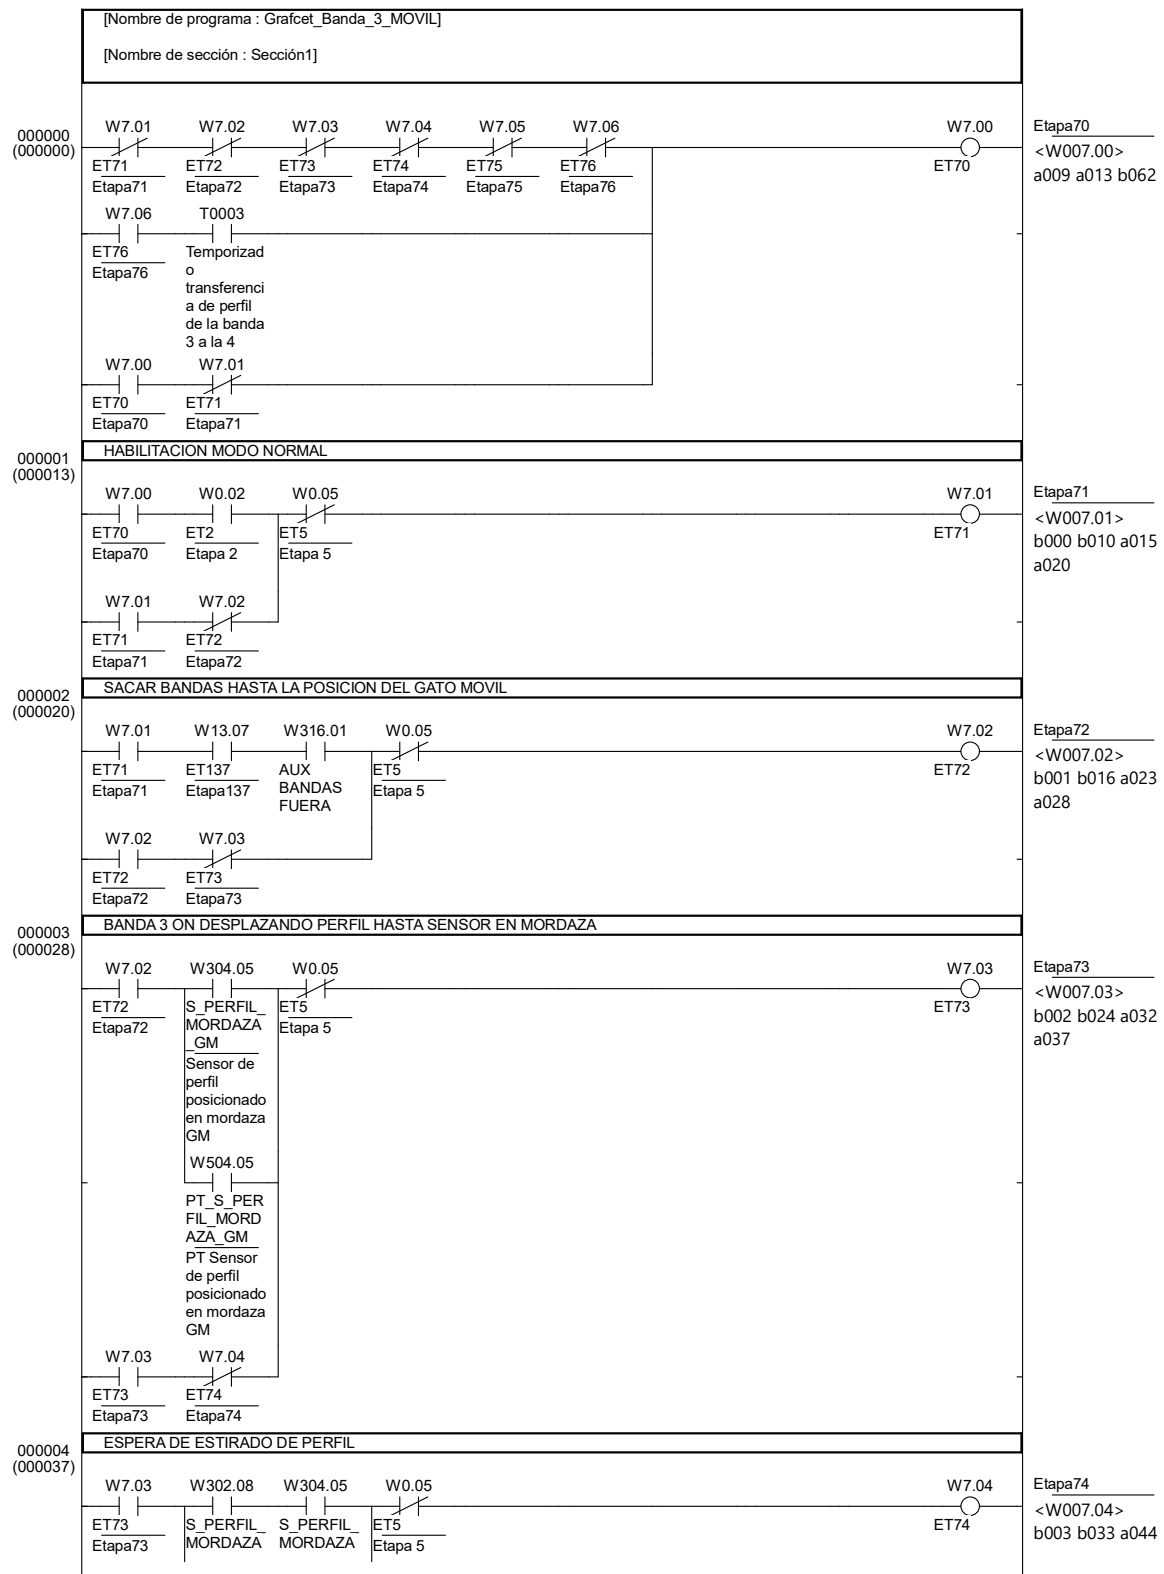 [Nombre de programa : Grafcet_Banda_3_MOVIL]
[Nombre de sección : Sección1]
000000
(000000)
W7.01 W7.02 W7.03 W7.04 W7.05 W7.06 W7.00
ET71 ET72 ET73 ET74 ET75 ET76 ET70
Etapa71 Etapa72 Etapa73 Etapa74 Etapa75 Etapa76
Etapa70
<W007.00>
a009 a013 b062
W7.06 T0003
ET76 Temporizad
Etapa76 o
transferenci
a de perfil
de la banda
3 a la 4
W7.00 W7.01
ET70 ET71
Etapa70 Etapa71
000001
(000013)
HABILITACION MODO NORMAL
W7.00 W0.02 W0.05 W7.01
ET70 ET2 ET5 ET71
Etapa70 Etapa 2 Etapa 5
Etapa71
<W007.01>
b000 b010 a015
a020
W7.01 W7.02
ET71 ET72
Etapa71 Etapa72
000002
(000020)
SACAR BANDAS HASTA LA POSICION DEL GATO MOVIL
W7.01 W13.07 W316.01 W0.05 W7.02
ET71 ET137 AUX ET5 ET72
Etapa71 Etapa137 BANDAS Etapa 5
FUERA
Etapa72
<W007.02>
b001 b016 a023
a028
W7.02 W7.03
ET72 ET73
Etapa72 Etapa73
000003
(000028)
BANDA 3 ON DESPLAZANDO PERFIL HASTA SENSOR EN MORDAZA
W7.02 W304.05 W0.05 W7.03
ET72 S_PERFIL_ ET5 ET73
Etapa72 MORDAZA Etapa 5
_GM
Sensor de
perfil
posicionado
en mordaza
GM
Etapa73
<W007.03>
b002 b024 a032
a037
W504.05
PT_S_PER
FIL_MORD
AZA_GM
PT Sensor
de perfil
posicionado
en mordaza
GM
W7.03 W7.04
ET73 ET74
Etapa73 Etapa74
000004
(000037)
ESPERA DE ESTIRADO DE PERFIL
W7.03 W302.08 W304.05 W0.05 W7.04
ET73 S_PERFIL_ S_PERFIL_ ET5 ET74
Etapa73 MORDAZA MORDAZA Etapa 5
Etapa74
<W007.04>
b003 b033 a044